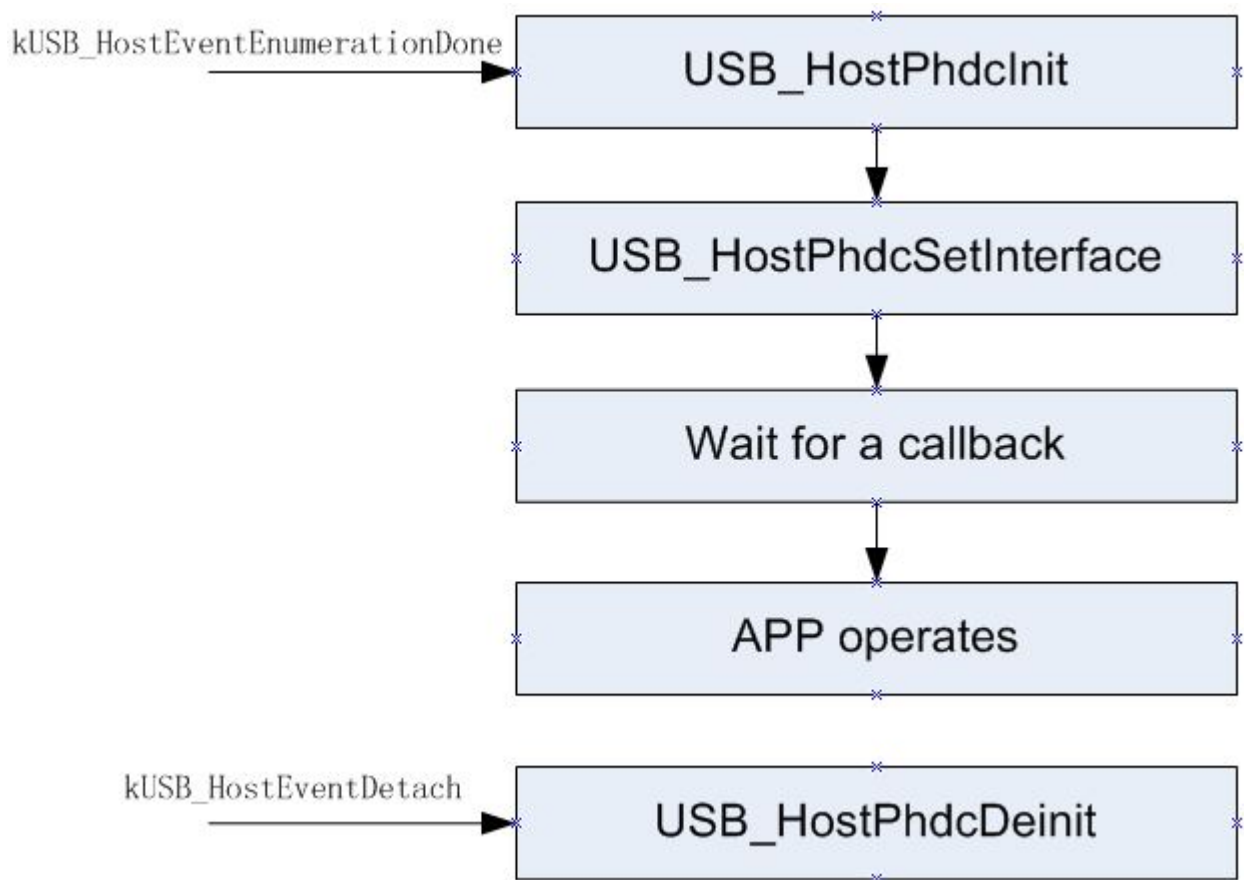 kUSB_HostEventEnumerationDone
USB_HostPhdcInit
USB_HostPhdcSetInterface
Wait for a callback
APP operates
kUSB_HostEventDetach
USB_HostPhdcDeinit